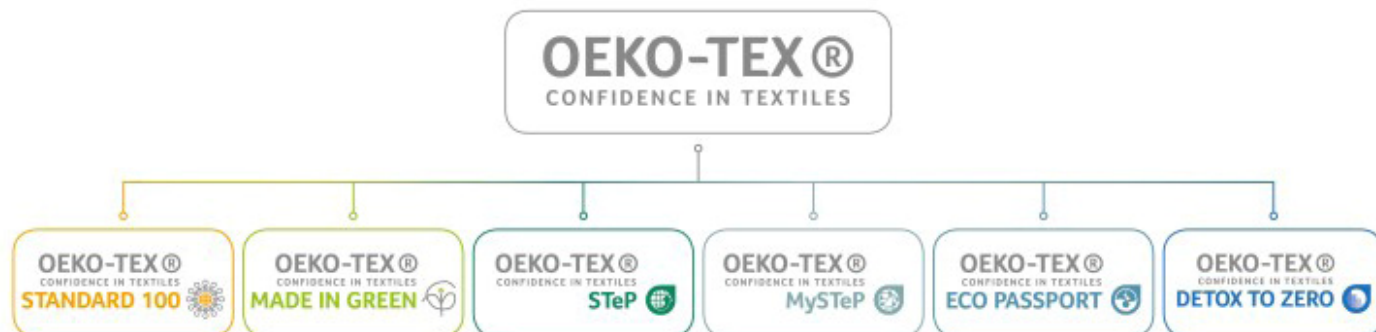 OEKO-TEX®
CONFIDENCE IN TEXTILES
OEKO-TEX®
CONFIDENCE IN TEXTILES
STANDARD 100
OEKO-TEX®
CONFIDENCE IN TEXTILES
MADE IN GREEN
OEKO-TEX®
CONFIDENCE IN TEXTILES
STeP
OEKO-TEX®
CONFIDENCE IN TEXTILES
MySTeP
OEKO-TEX®
CONFIDENCE IN TEXTILES
ECO PASSPORT
OEKO-TEX®
CONFIDENCE IN TEXTILES
DETOX TO ZERO